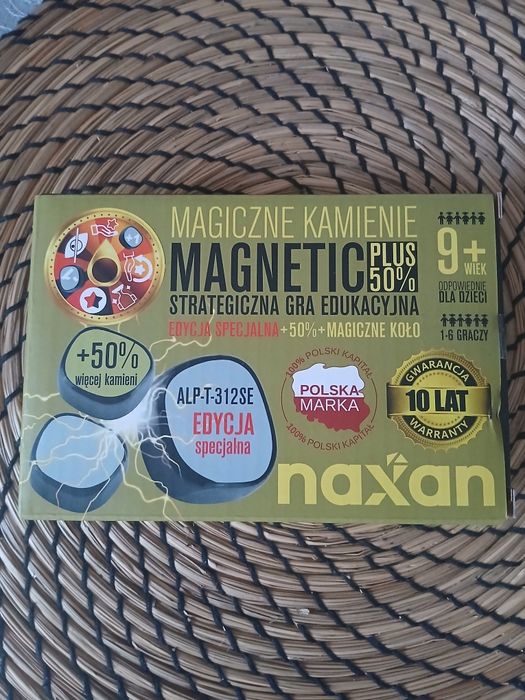 MAGICZNE KAMIENIE
MAGNETIC PLUS 50%
STRATEGICZNA GRA EDUKACYJNA
EDYCJA SPECJALNA +50%+MAGICZNE KOŁO
9+
WIEK
ODPOWIEDNIE
DLA DZIECI
1-6 GRACZY
+50%
więcej kamieni
ALP-T-312SE
EDYCJA
specjalna
100% POLSKI KAPITAŁ
POLSKA
MARKA
100% POLSKI KAPITAŁ
GWARANCJA
10 LAT
WARRANTY
naxan